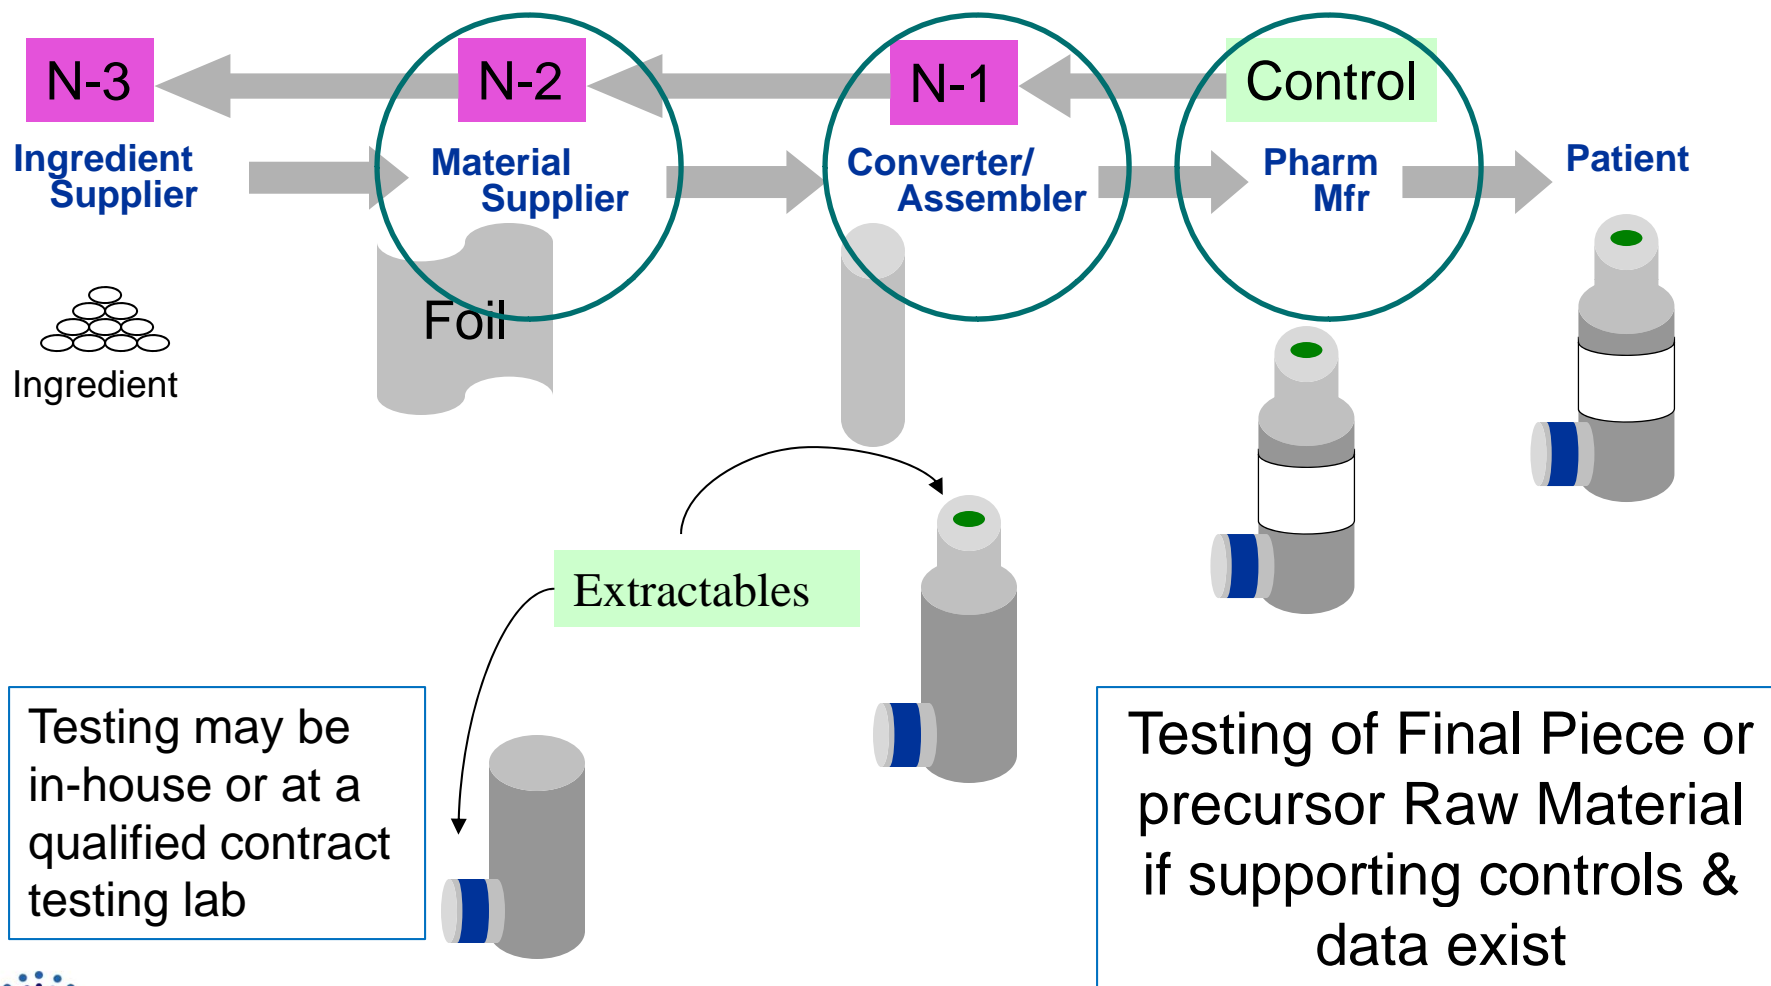 N-3
N-2
N-1
Control
Ingredient
Supplier
Material
Supplier
Converter/
Assembler
Pharm
Mfr
Patient
Foil
Ingredient
Extractables
Testing may be
in-house or at a
qualified contract
testing lab
Testing of Final Piece or
precursor Raw Material
if supporting controls &
data exist